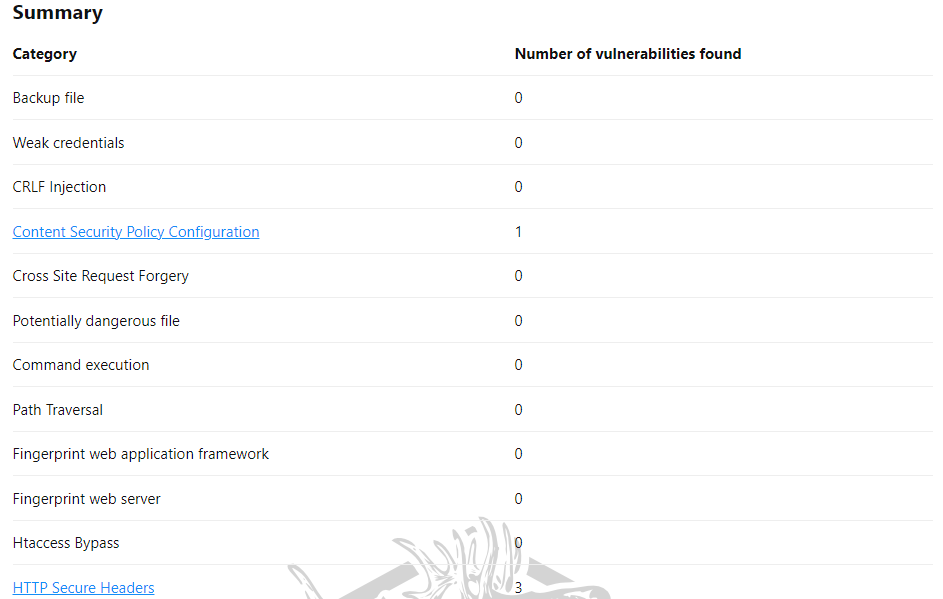 Summary
Category Number of vulnerabilities found
Backup file 0
Weak credentials 0
CRLF Injection 0
Content Security Policy Configuration 1
Cross Site Request Forgery 0
Potentially dangerous file 0
Command execution 0
Path Traversal 0
Fingerprint web application framework 0
Fingerprint web server 0
Htaccess Bypass 0
HTTP Secure Headers 3